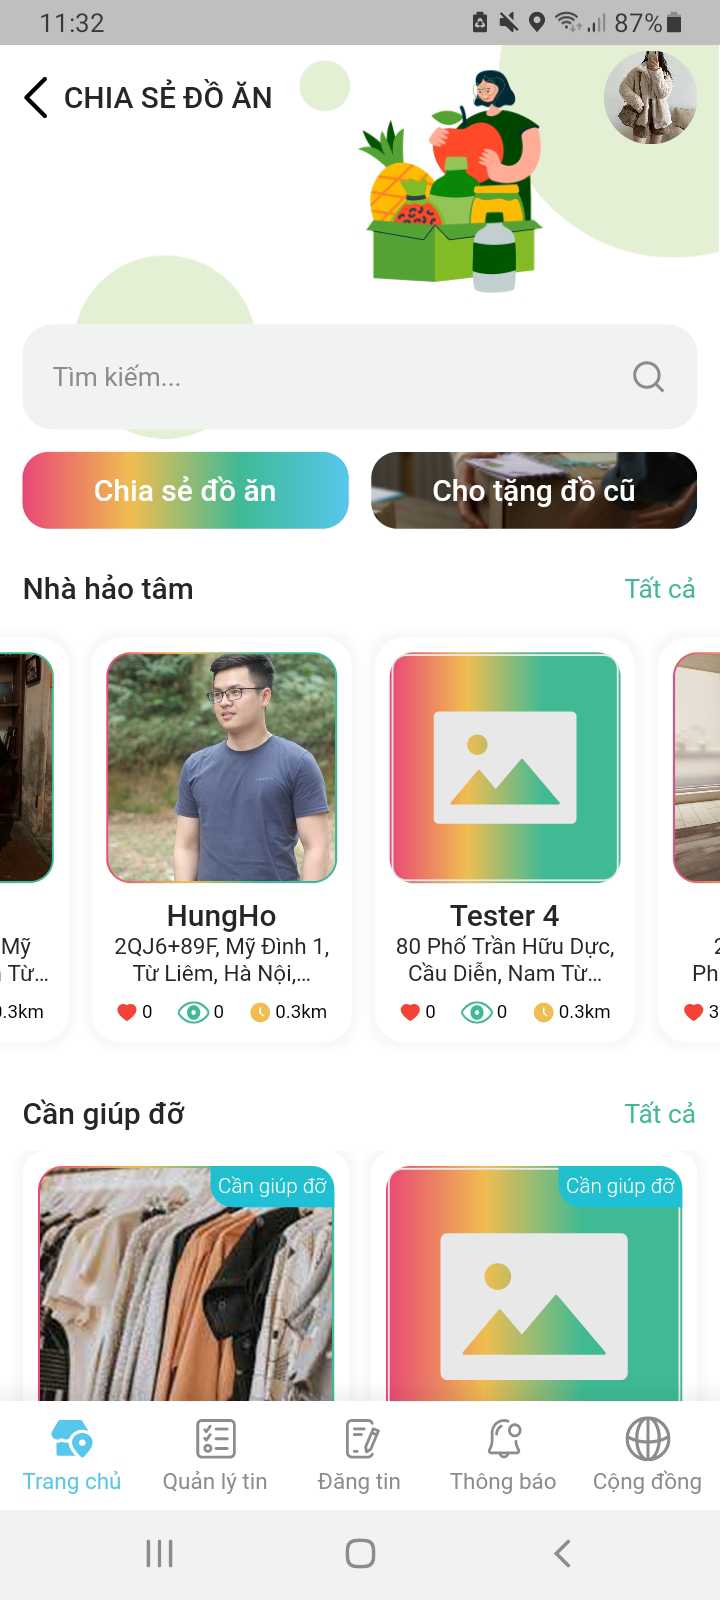 11:32
87%
CHIA SẺ ĐỒ ĂN
Tìm kiếm...
Chia sẻ đồ ăn
Cho tặng đồ cũ
Nhà hảo tâm
Tất cả
Mỹ
Từ...
.3km
HungHo
2QJ6+89F, Mỹ Đình 1,
Từ Liêm, Hà Nội,...
0
0
0.3km
Tester 4
80 Phố Trần Hữu Dực,
Cầu Diễn, Nam Từ...
0
0
0.3km
2
Ph
3
Cần giúp đỡ
Tất cả
Cần giúp đỡ
Cần giúp đỡ
Trang chủ
Quản lý tin
Đăng tin
Thông báo
Cộng đồng